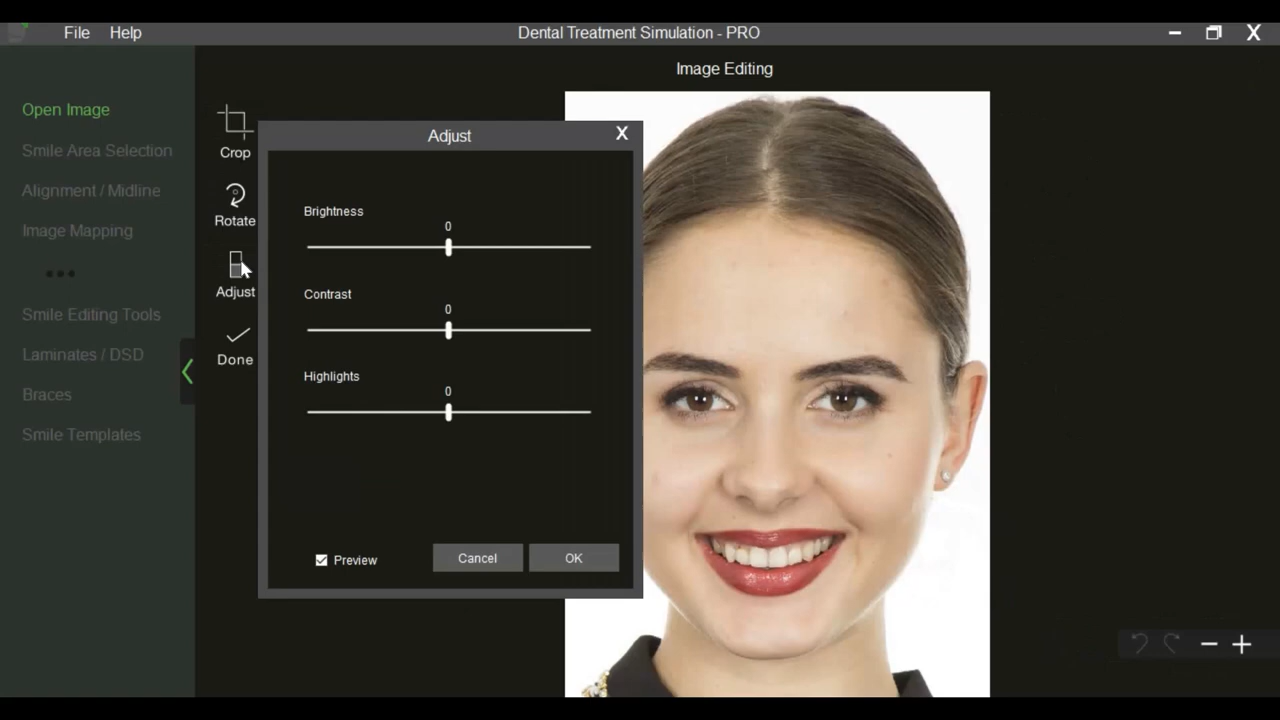 File Help
Dental Treatment Simulation - PRO
Image Editing
Open Image
Smile Area Selection
Alignment / Midline
Image Mapping
Smile Editing Tools
Laminates / DSD
Braces
Smile Templates
Crop
Rotate
Adjust
Done
Adjust
X
Brightness
0
Contrast
0
Highlights
0
Preview
Cancel
OK